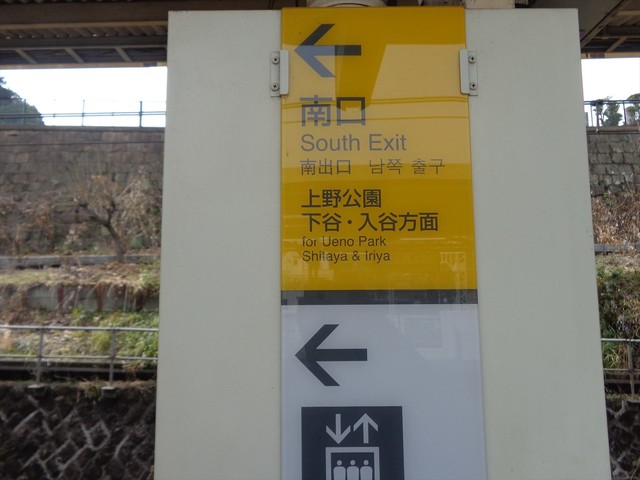 南口
South Exit
南出口 남쪽 출구
上野公園
下谷・入谷方面
for Ueno Park
Shitaya & Iriya